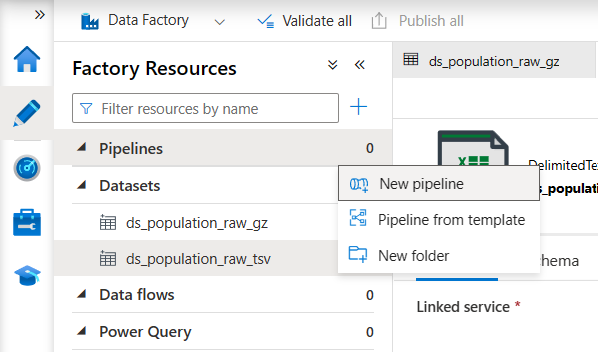 » Data Factory Validate all Publish all
Factory Resources
«
ds_population_raw_gz
Filter resources by name
Pipelines 0
Datasets
New pipeline
ds_population_raw_gz
Pipeline from template
ds_population_raw_tsv
New folder
Data flows 0
Power Query 0
DelimitedTe
s_populati
hema
Linked service *